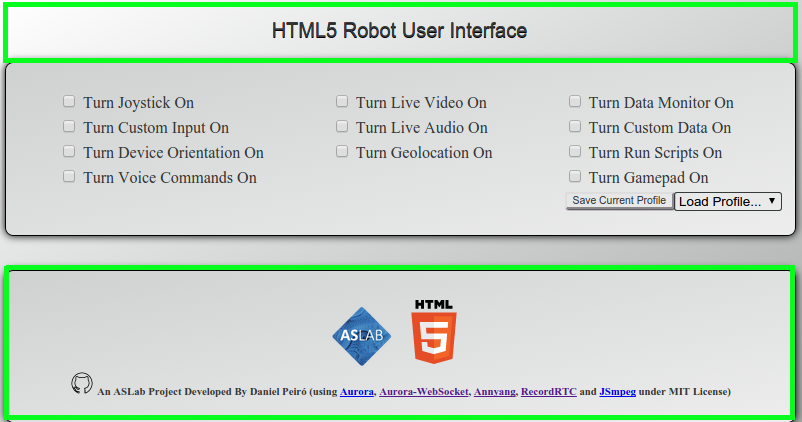 HTML5 Robot User Interface
Turn Joystick On
Turn Custom Input On
Turn Device Orientation On
Turn Voice Commands On
Turn Live Video On
Turn Live Audio On
Turn Geolocation On
Turn Data Monitor On
Turn Custom Data On
Turn Run Scripts On
Turn Gamepad On
Save Current Profile Load Profile...
ASLAB
HTML
5
An ASLab Project Developed By Daniel Peiró (using Aurora, Aurora-WebSocket, Annyang, RecordRTC and JSmpeg under MIT License)